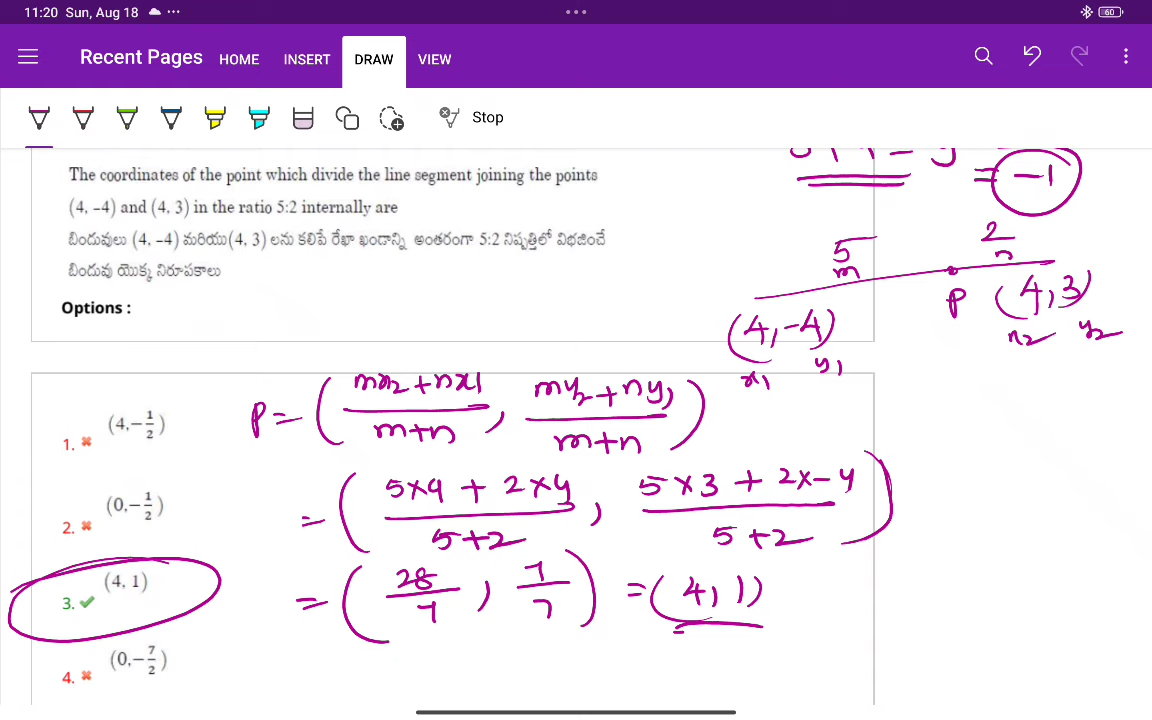 11:20 Sun, Aug 18
60
Recent Pages HOME INSERT DRAW VIEW
Stop
The coordinates of the point which divide the line segment joining the points
(4, −4) and (4, 3) in the ratio 5:2 internally are
బిందువులు (4, −4) మరియు(4, 3) లను కలిపే రేఖా ఖండాన్ని అంతరంగా 5:2 నిష్పత్తిలో విభజించే
బిందువు యొక్క నిరూపకాలు
Options :
= −1
5 2
m n
P (4,3)
x2 y2
(4,-4)
x1 y1
P= (mx2+nx1/m+n, my2+ny1/m+n)
1. (4,−1/2)
= (5×4 + 2×4/5+2, 5×3 + 2×-4/5+2)
2. (0,−1/2)
3. (4, 1)
= (28/7, 7/7) = (4,1)
4. (0,−7/2)